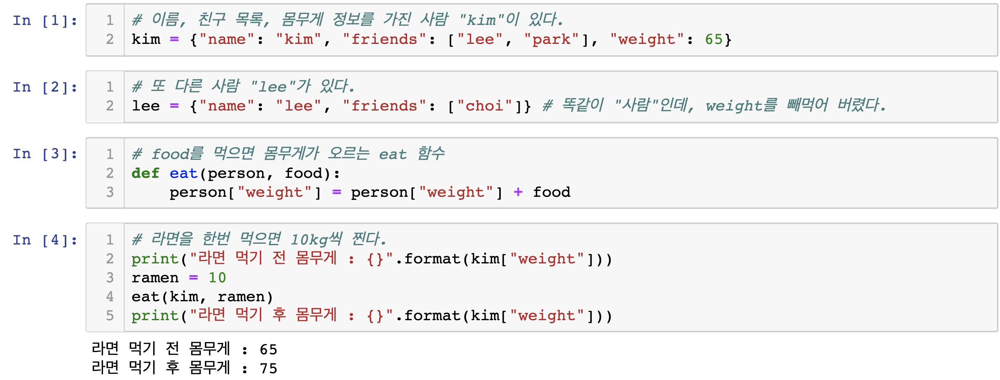 In [1]:
1 # 이름, 친구 목록, 몸무게 정보를 가진 사람 "kim"이 있다.
2 kim = {"name": "kim", "friends": ["lee", "park"], "weight": 65}
In [2]:
1 # 또 다른 사람 "lee"가 있다.
2 lee = {"name": "lee", "friends": ["choi"]} # 똑같이 "사람"인데, weight를 빼먹어 버렸다.
In [3]:
1 # food를 먹으면 몸무게가 오르는 eat 함수
2 def eat(person, food):
3     person["weight"] = person["weight"] + food
In [4]:
1 # 라면을 한번 먹으면 10kg씩 찐다.
2 print("라면 먹기 전 몸무게 : {}".format(kim["weight"]))
3 ramen = 10
4 eat(kim, ramen)
5 print("라면 먹기 후 몸무게 : {}".format(kim["weight"]))
라면 먹기 전 몸무게 : 65
라면 먹기 후 몸무게 : 75